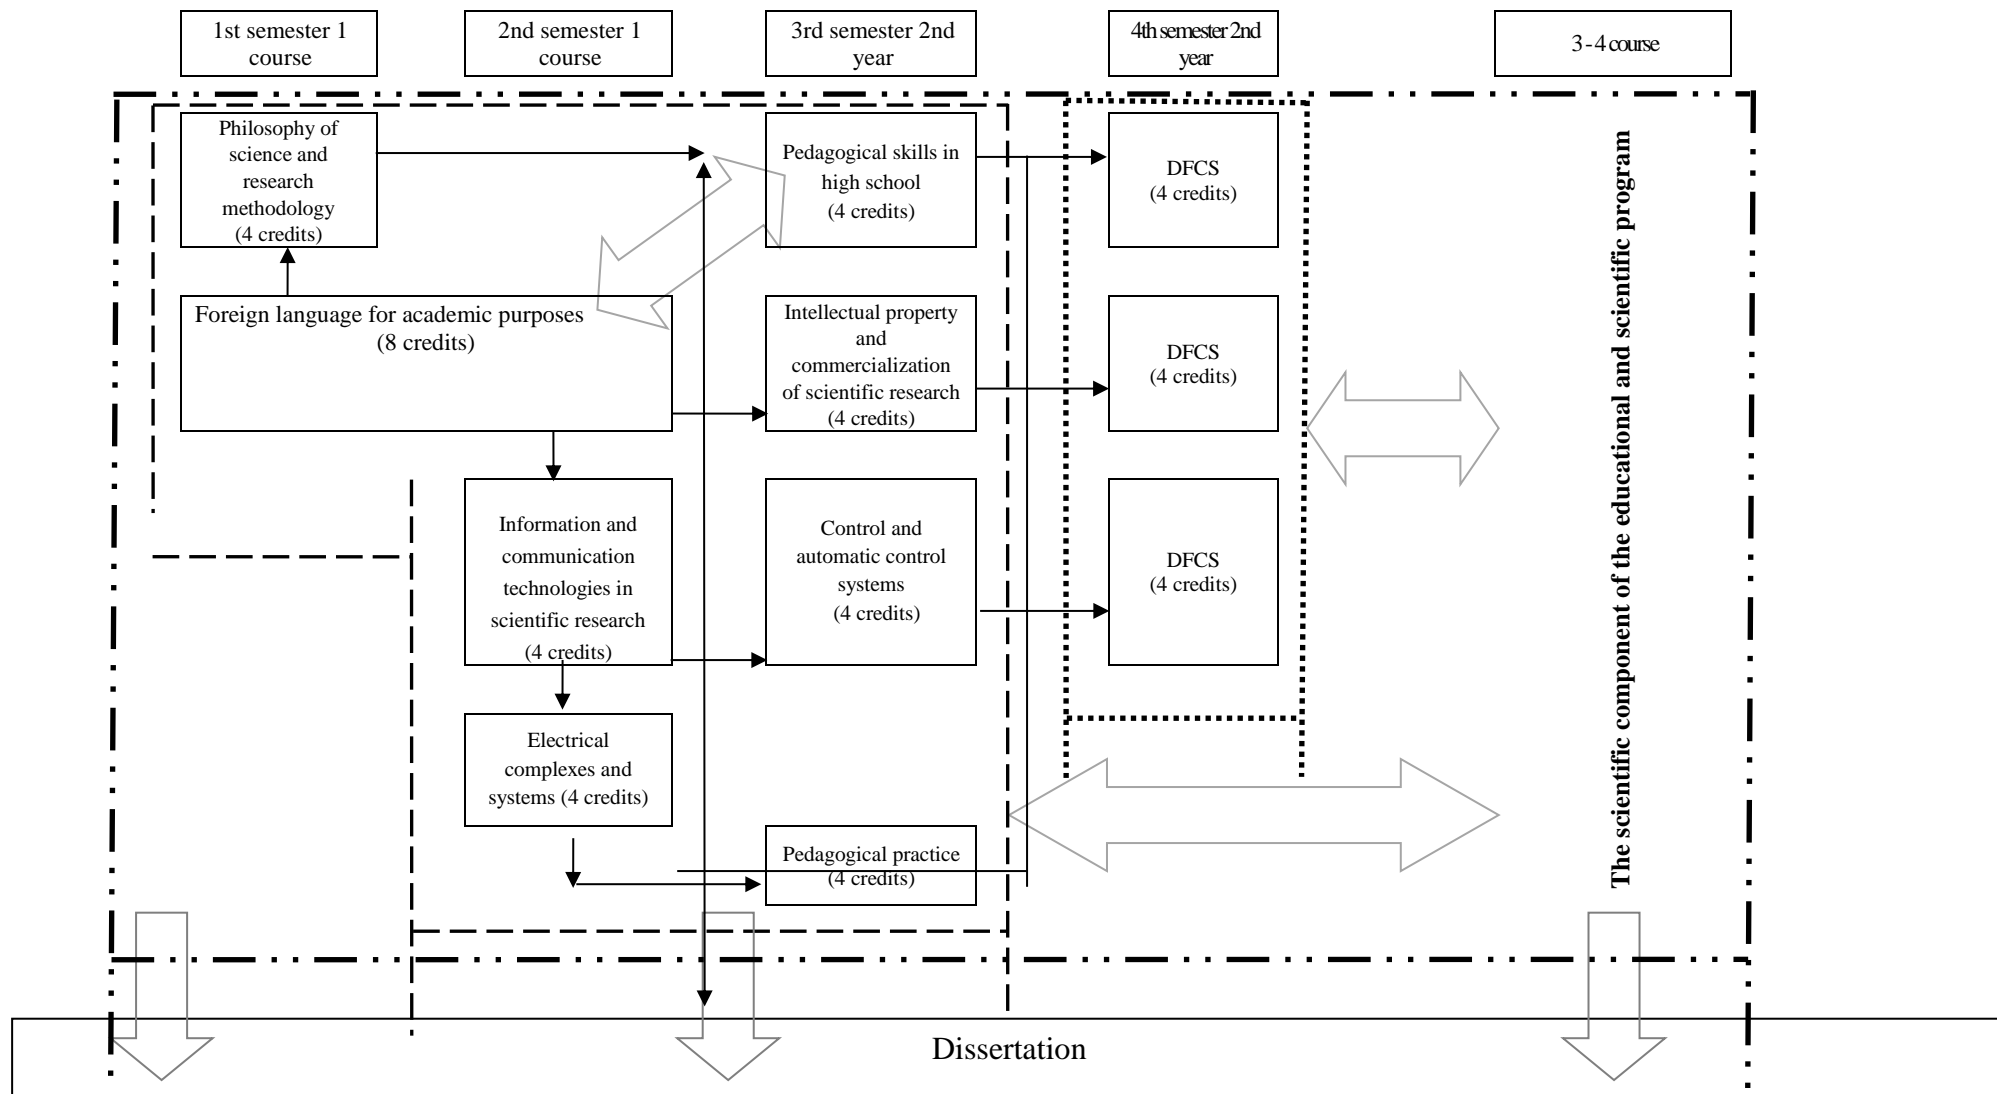 1st semester 1
course
2nd semester 1
course
3rd semester 2nd
year
4th semester 2nd
year
3-4 course
Philosophy of
science and
research
methodology
(4 credits)
Pedagogical skills in
high school
(4 credits)
DFCS
(4 credits)
Foreign language for academic purposes
(8 credits)
Intellectual property
and
commercialization
of scientific research
(4 credits)
DFCS
(4 credits)
Information and
communication
technologies in
scientific research
(4 credits)
Control and
automatic control
systems
(4 credits)
DFCS
(4 credits)
Electrical
complexes and
systems (4 credits)
Pedagogical practice
(4 credits)
The scientific component of the educational and scientific program
Dissertation